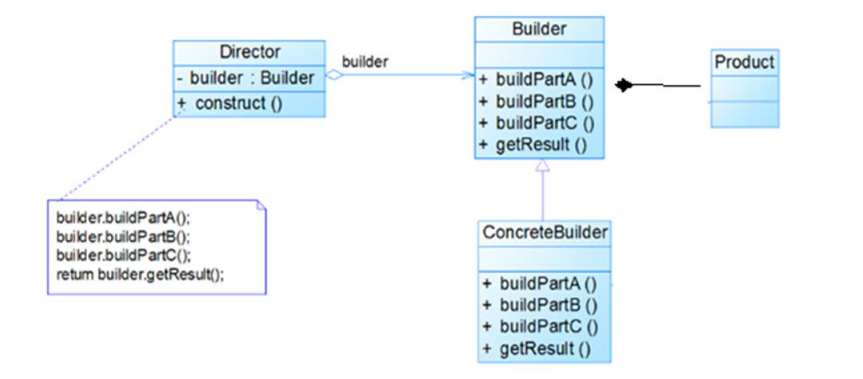 Director
- builder : Builder
+ construct ()
builder
Builder
+ buildPartA ()
+ buildPartB ()
+ buildPartC ()
+ getResult ()
Product
builder.buildPartA();
builder.buildPartB();
builder.buildPartC();
return builder.getResult();
ConcreteBuilder
+ buildPartA ()
+ buildPartB ()
+ buildPartC ()
+ getResult ()